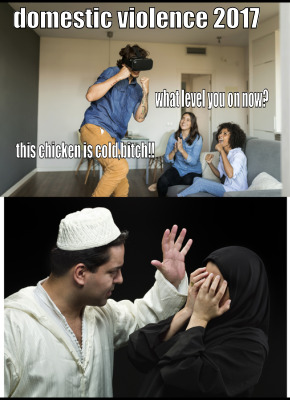 domestic violence 2017
what level you on now?
this chicken is cold,bitch!!